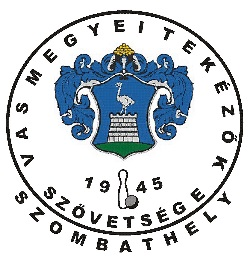 VAS MEGYEI TEKÉZŐK
19 45
SZÖVETSÉGE
SZOMBATHELY